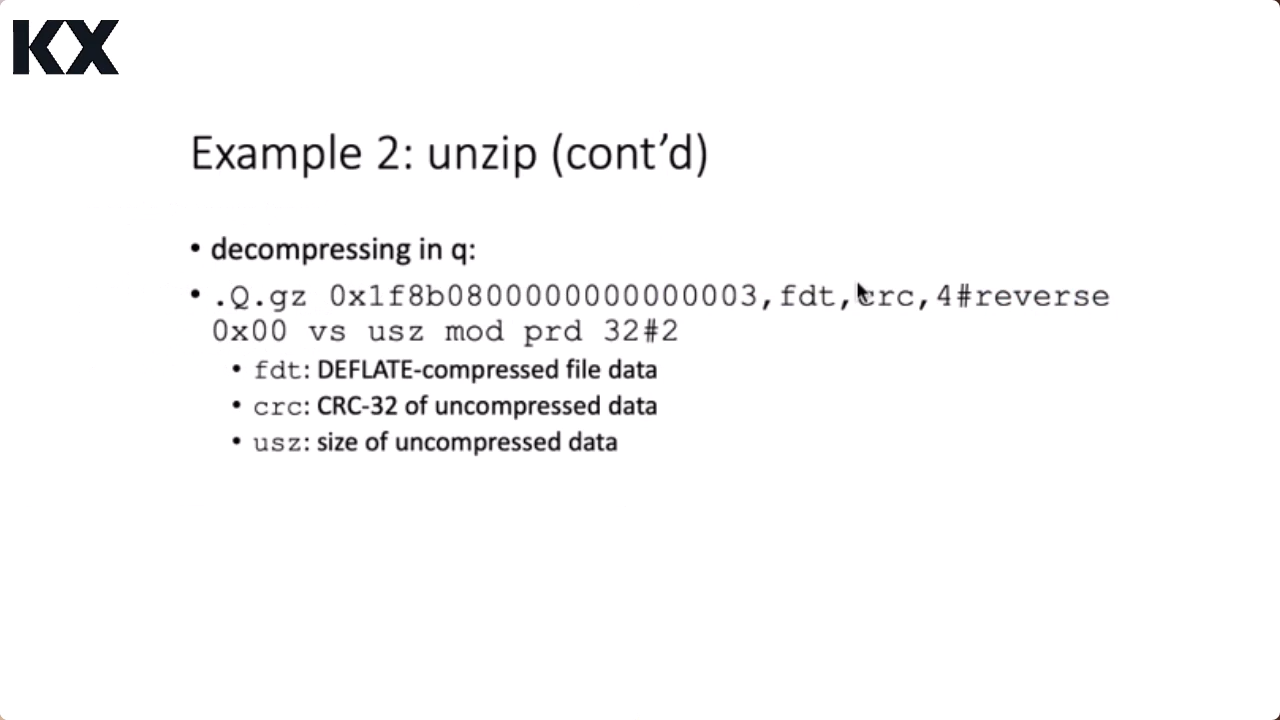 KX
Example 2: unzip (cont’d)
• decompressing in q:
• .Q.gz 0x1f8b0800000000000003,fdt,crc,4#reverse
0x00 vs usz mod prd 32#2
• fdt: DEFLATE-compressed file data
• crc: CRC-32 of uncompressed data
• usz: size of uncompressed data